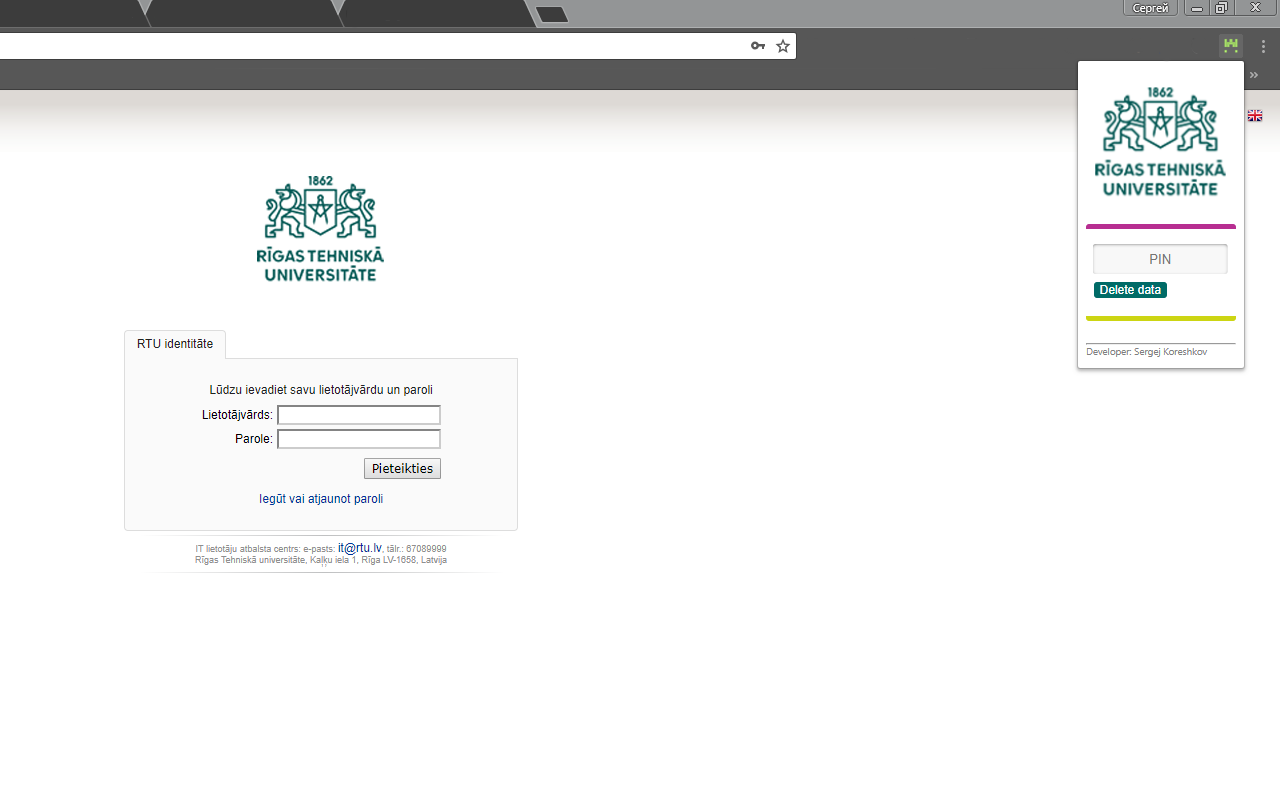 Сергей
1862
RĪGAS TEHNISKĀ
UNIVERSITĀTE
PIN
Delete data
Developer: Sergej Koreshkov
1862
RĪGAS TEHNISKĀ
UNIVERSITĀTE
RTU identitāte
Lūdzu ievadiet savu lietotājvārdu un paroli
Lietotājvārds:
Parole:
Pieteikties
Iegūt vai atjaunot paroli
IT lietotāju atbalsta centrs: e-pasts: it@rtu.lv, tālr.: 67089999
Rīgas Tehniskā universitāte, Kaļķu iela 1, Rīga LV-1658, Latvija